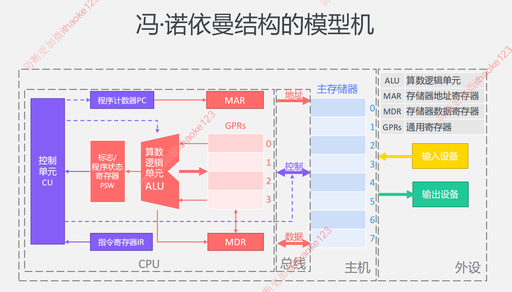 冯·诺依曼结构的模型机
程序计数器PC
MAR
地址
主存储器
ALU 算数逻辑单元
MAR 存储器地址寄存器
MDR 存储器数据寄存器
GPRs 通用寄存器
GPRs
控制
单元
CU
标志/
程序状态
寄存器
PSW
算数
逻辑
单元
ALU
0
1
2
3
控制
0
1
2
3
4
5
6
7
输入设备
输出设备
指令寄存器IR
MDR
数据
CPU
总线
主机
外设